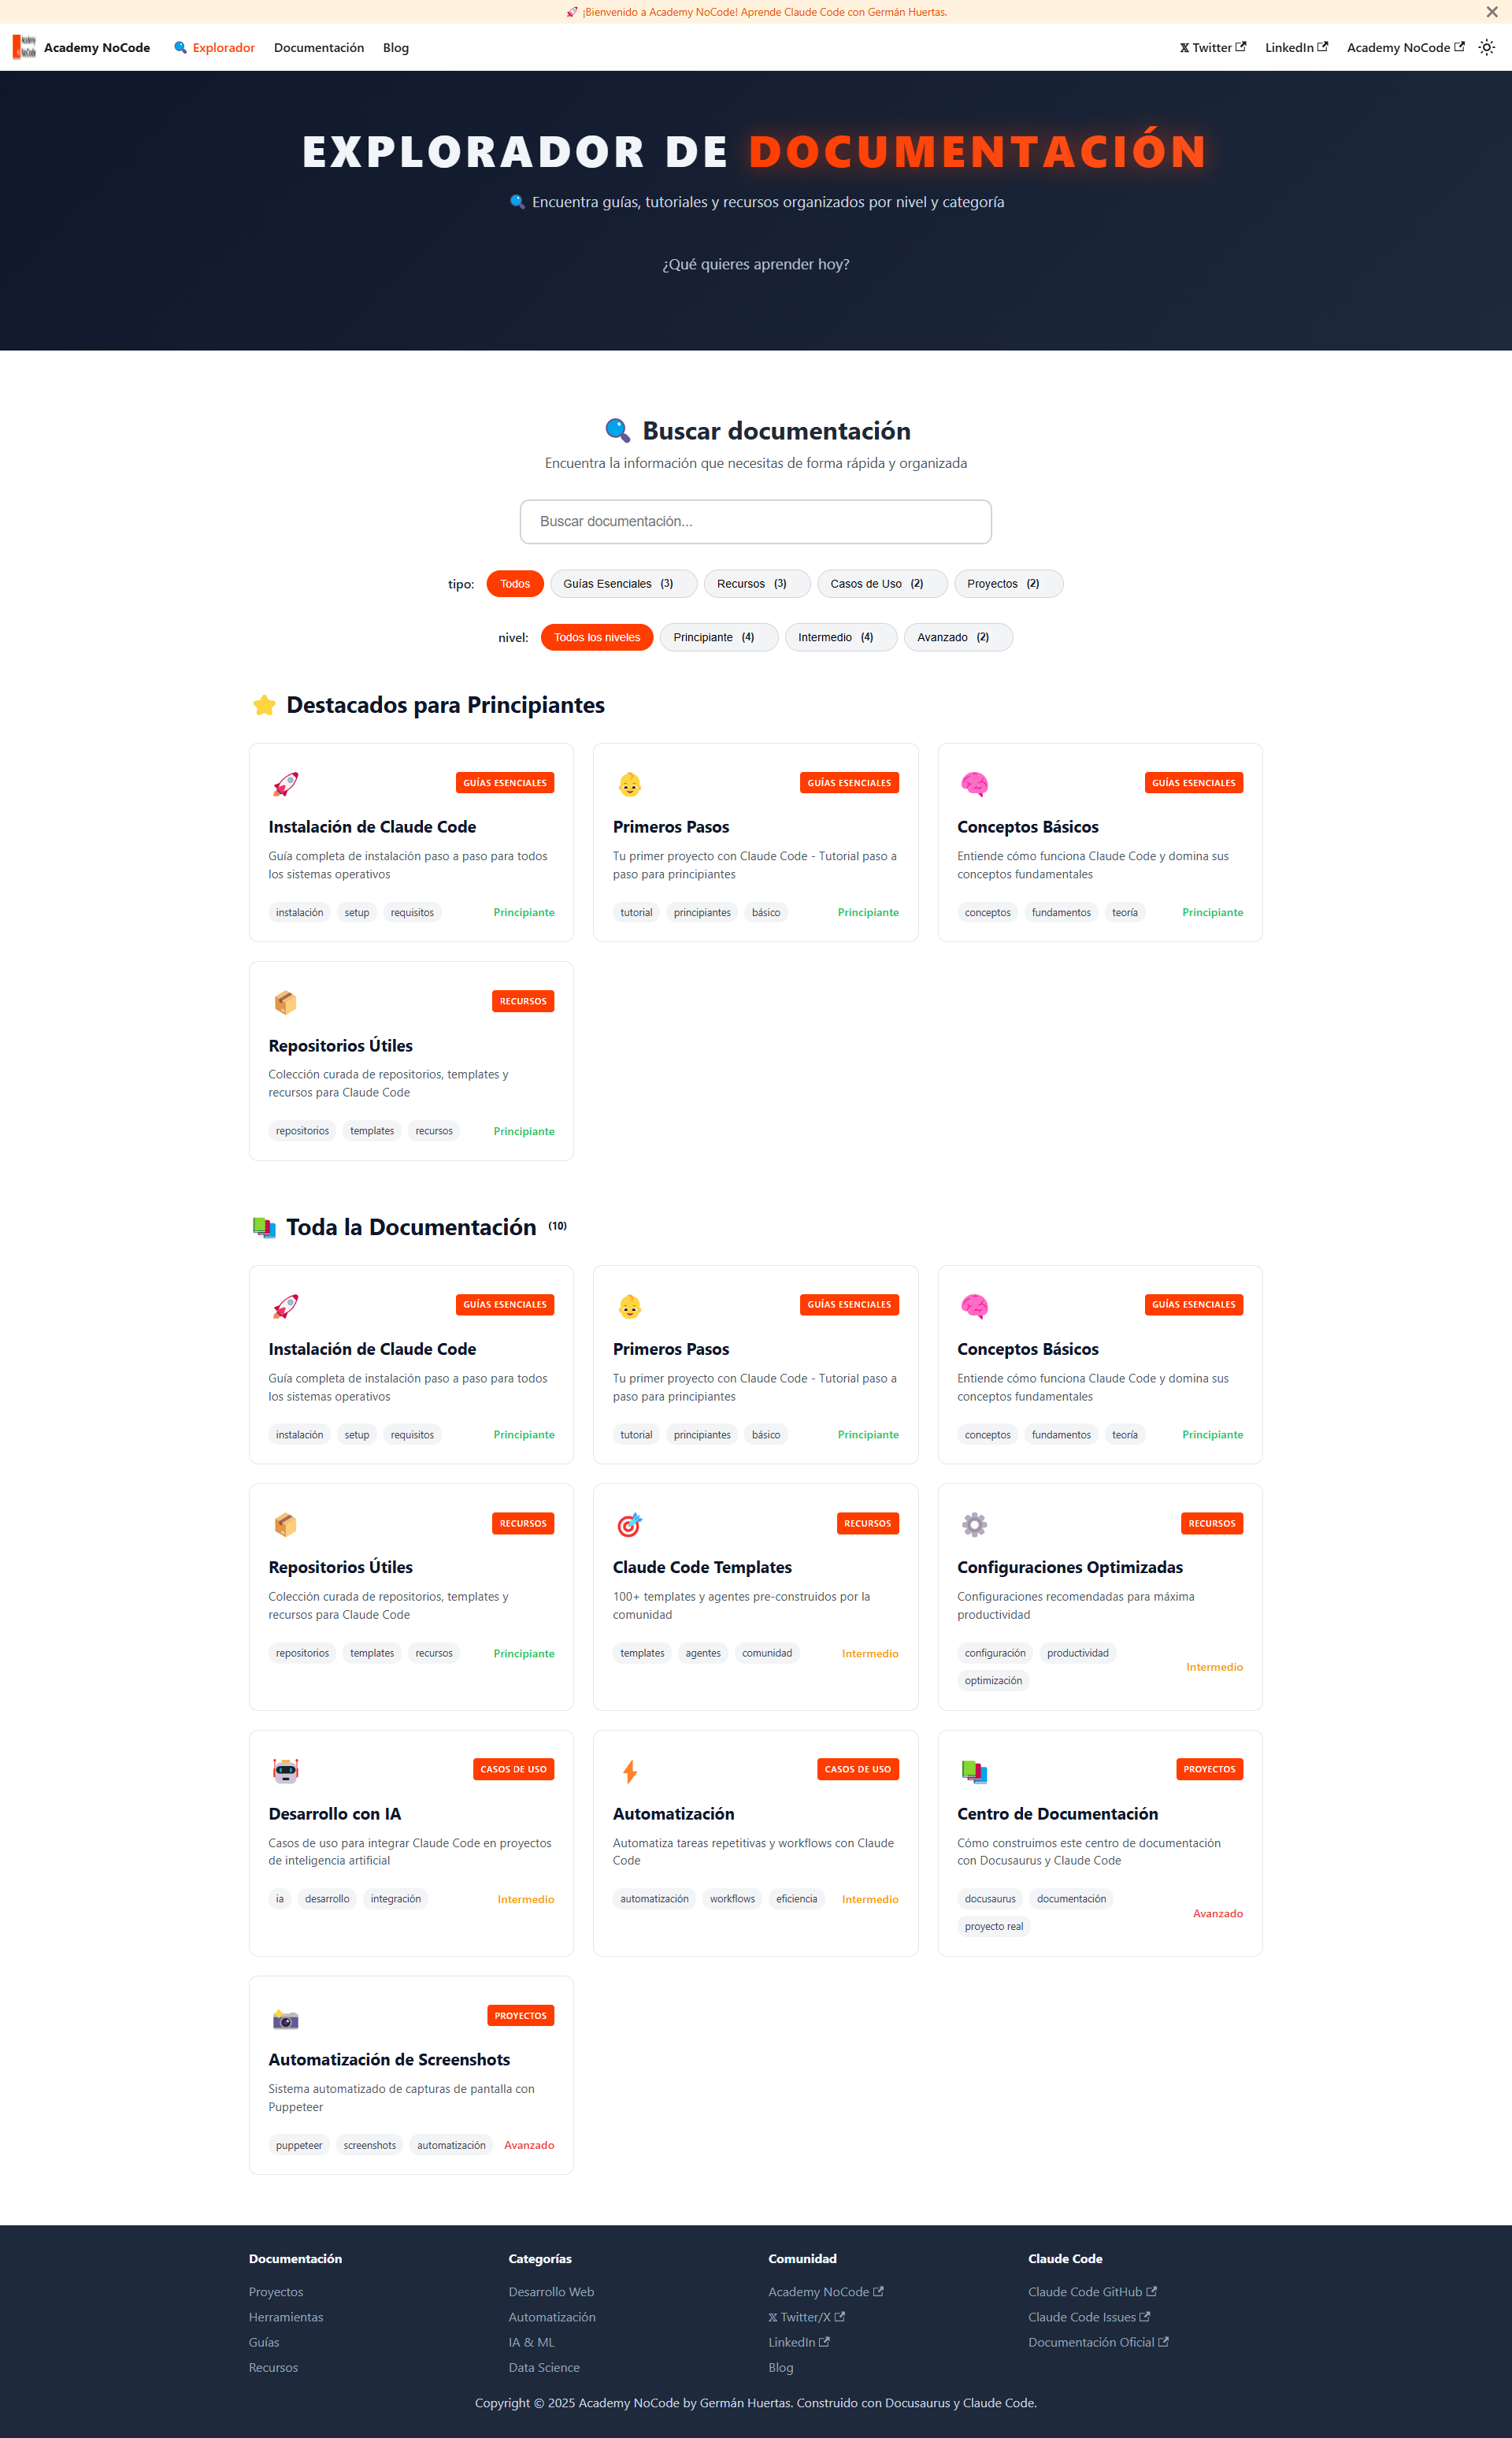 🚀 ¡Bienvenido a Academy NoCode! Aprende Claude Code con Germán Huertas.
Academy NoCode
🔍 Explorador
Documentación
Blog
𝕏 Twitter
LinkedIn
Academy NoCode
EXPLORADOR DE DOCUMENTACIÓN
🔍 Encuentra guías, tutoriales y recursos organizados por nivel y categoría
¿Qué quieres aprender hoy?
🔍 Buscar documentación
Encuentra la información que necesitas de forma rápida y organizada
Buscar documentación...
tipo: Todos Guías Esenciales (3) Recursos (3) Casos de Uso (2) Proyectos (2)
nivel: Todos los niveles Principiante (4) Intermedio (4) Avanzado (2)
⭐ Destacados para Principiantes
GUÍAS ESENCIALES
Instalación de Claude Code
Guía completa de instalación paso a paso para todos
los sistemas operativos
instalación setup requisitos Principiante
GUÍAS ESENCIALES
Primeros Pasos
Tu primer proyecto con Claude Code - Tutorial paso a
paso para principiantes
tutorial principiantes básico Principiante
GUÍAS ESENCIALES
Conceptos Básicos
Entiende cómo funciona Claude Code y domina sus
conceptos fundamentales
conceptos fundamentos teoría Principiante
RECURSOS
Repositorios Útiles
Colección curada de repositorios, templates y
recursos para Claude Code
repositorios templates recursos Principiante
📚 Toda la Documentación (10)
GUÍAS ESENCIALES
Instalación de Claude Code
Guía completa de instalación paso a paso para todos
los sistemas operativos
instalación setup requisitos Principiante
GUÍAS ESENCIALES
Primeros Pasos
Tu primer proyecto con Claude Code - Tutorial paso a
paso para principiantes
tutorial principiantes básico Principiante
GUÍAS ESENCIALES
Conceptos Básicos
Entiende cómo funciona Claude Code y domina sus
conceptos fundamentales
conceptos fundamentos teoría Principiante
RECURSOS
Repositorios Útiles
Colección curada de repositorios, templates y
recursos para Claude Code
repositorios templates recursos Principiante
RECURSOS
Claude Code Templates
100+ templates y agentes pre-construidos por la
comunidad
templates agentes comunidad Intermedio
RECURSOS
Configuraciones Optimizadas
Configuraciones recomendadas para máxima
productividad
configuración productividad
optimización
Intermedio
CASOS DE USO
Desarrollo con IA
Casos de uso para integrar Claude Code en proyectos
de inteligencia artificial
ia desarrollo integración Intermedio
CASOS DE USO
Automatización
Automatiza tareas repetitivas y workflows con Claude
Code
automatización workflows eficiencia Intermedio
PROYECTOS
Centro de Documentación
Cómo construimos este centro de documentación
con Docusaurus y Claude Code
docusaurus documentación
proyecto real
Avanzado
PROYECTOS
Automatización de Screenshots
Sistema automatizado de capturas de pantalla con
Puppeteer
puppeteer screenshots automatización Avanzado
Documentación
Proyectos
Herramientas
Guías
Recursos
Categorías
Desarrollo Web
Automatización
IA & ML
Data Science
Comunidad
Academy NoCode
𝕏 Twitter/X
LinkedIn
Blog
Claude Code
Claude Code GitHub
Claude Code Issues
Documentación Oficial
Copyright © 2025 Academy NoCode by Germán Huertas. Construido con Docusaurus y Claude Code.